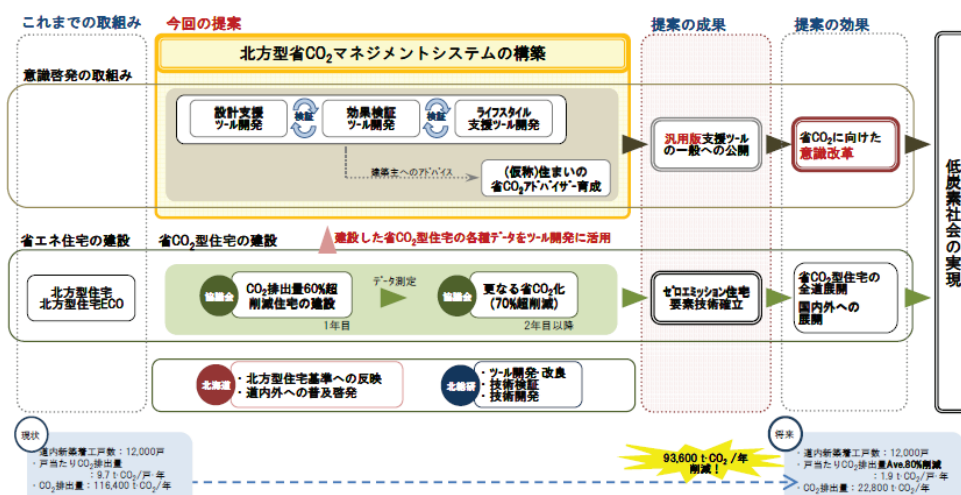 これまでの取組み
今回の提案
提案の成果
提案の効果
北方型省CO₂マネジメントシステムの構築
意識啓発の取組み
設計支援
ツール開発
検証
効果検証
ツール開発
検証
ライフスタイル
支援ツール開発
建築主へのアドバイス
(仮称)住まいの
省CO₂アドバイザー育成
汎用版支援ツール
の一般への公開
省CO₂に向けた
意識改革
低炭素社会の実現
省エネ住宅の建設
省CO₂型住宅の建設
建設した省CO₂型住宅の各種データをツール開発に活用
北方型住宅
北方型住宅ECO
協議会
CO₂排出量60%超
削減住宅の建設
1年目
データ測定
協議会
更なる省CO₂化
(70%超削減)
2年目以降
ゼロエミッション住宅
要素技術確立
省CO₂型住宅の
全道展開
国内外への
展開
北海道
・北方型住宅基準への反映
・道内外への普及啓発
北総研
・ツール開発・改良
・技術検証
・技術開発
現状
・道内新築着工戸数：12,000戸
・戸当たりCO₂排出量
：9.7 t-CO₂/戸・年
・CO₂排出量：116,400 t-CO₂/年
93,600 t-CO₂/年
削減！
将来
・道内新築着工戸数：12,000戸
・戸当たりCO₂排出量Ave.80%削減
：1.9 t-CO₂/戸・年
・CO₂排出量：22,800 t-CO₂/年